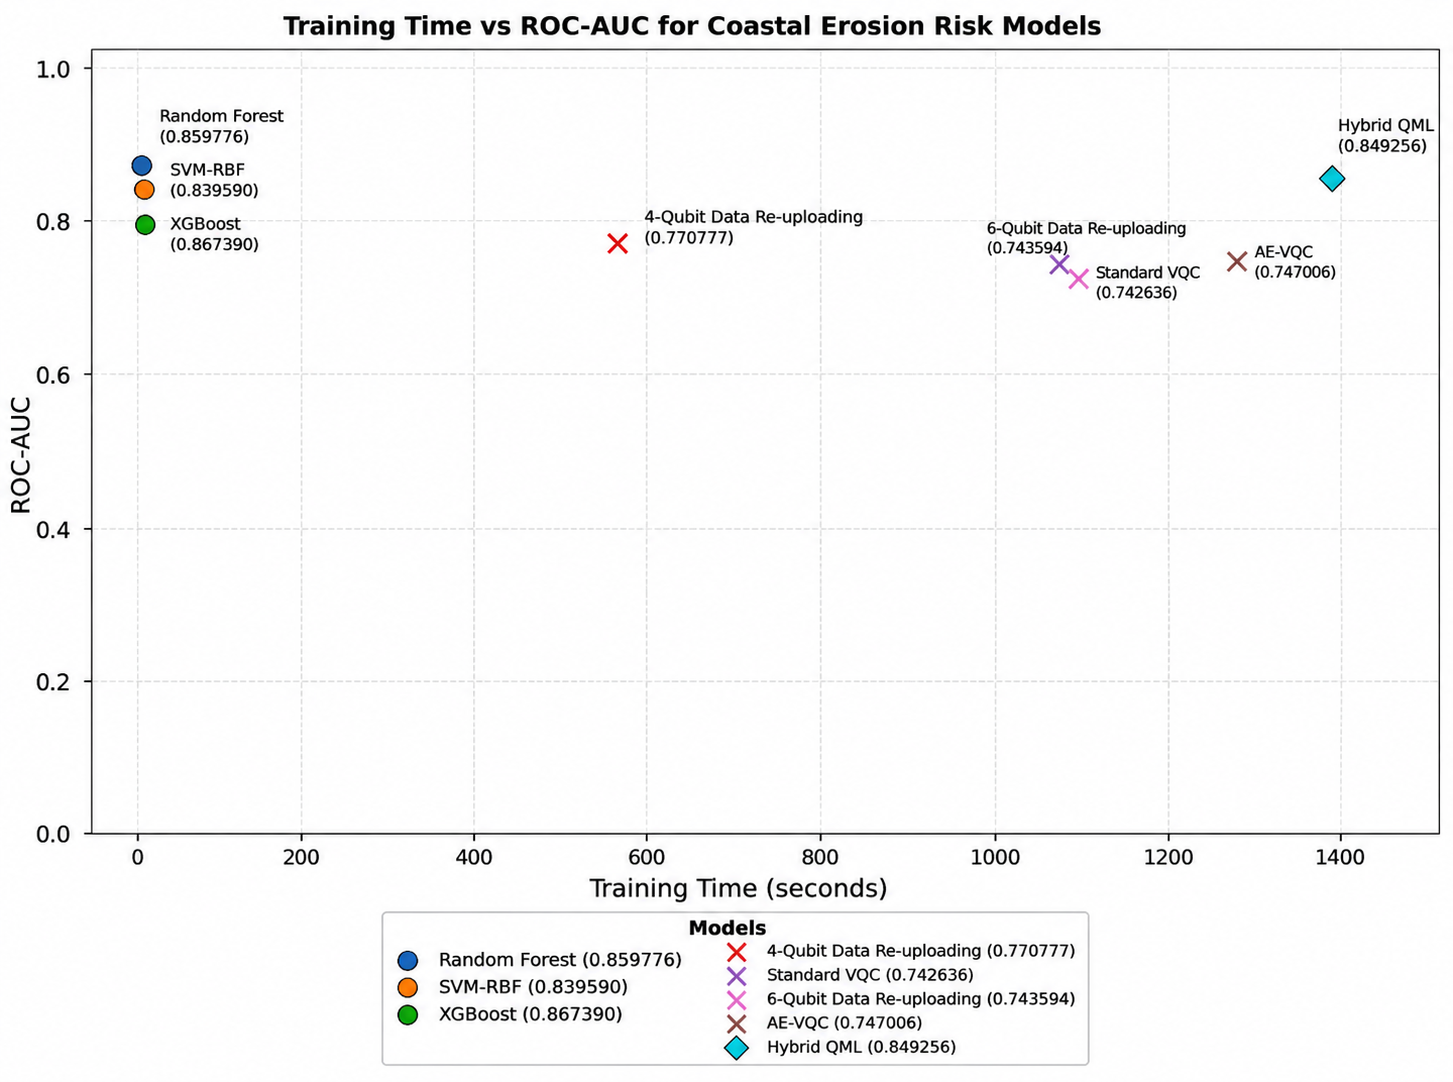 Training Time vs ROC-AUC for Coastal Erosion Risk Models
ROC-AUC
1.0
0.8
0.6
0.4
0.2
0.0
Random Forest
(0.859776)
SVM-RBF
(0.839590)
XGBoost
(0.867390)
4-Qubit Data Re-uploading
(0.770777)
6-Qubit Data Re-uploading
(0.743594)
Standard VQC
(0.742636)
AE-VQC
(0.747006)
Hybrid QML
(0.849256)
0 200 400 600 800 1000 1200 1400
Training Time (seconds)
Models
Random Forest (0.859776)
SVM-RBF (0.839590)
XGBoost (0.867390)
4-Qubit Data Re-uploading (0.770777)
Standard VQC (0.742636)
6-Qubit Data Re-uploading (0.743594)
AE-VQC (0.747006)
Hybrid QML (0.849256)